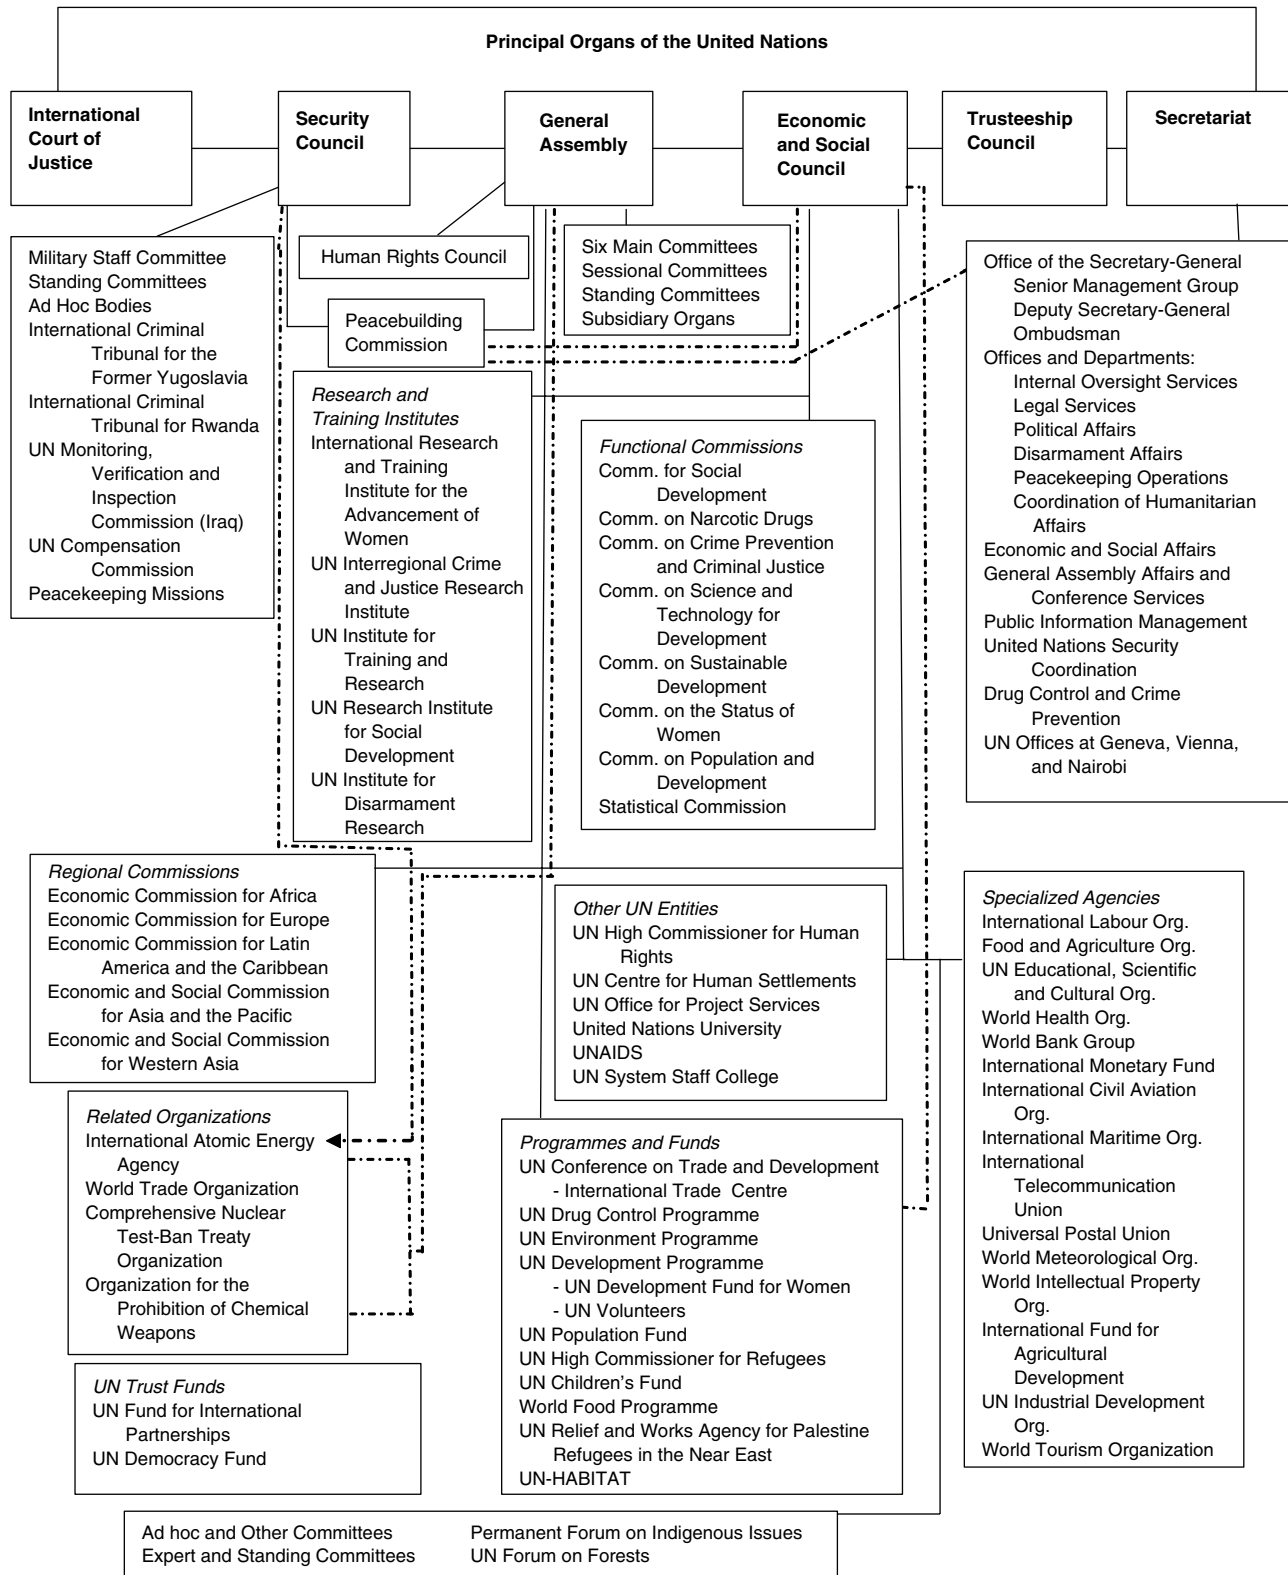 Principal Organs of the United Nations
International
Court of
Justice
Security
Council
General
Assembly
Economic
and Social
Council
Trusteeship
Council
Secretariat
Military Staff Committee
Standing Committees
Ad Hoc Bodies
International Criminal
Tribunal for the
Former Yugoslavia
International Criminal
Tribunal for Rwanda
UN Monitoring,
Verification and
Inspection
Commission (Iraq)
UN Compensation
Commission
Peacekeeping Missions
Human Rights Council
Peacebuilding
Commission
Six Main Committees
Sessional Committees
Standing Committees
Subsidiary Organs
Office of the Secretary-General
Senior Management Group
Deputy Secretary-General
Ombudsman
Offices and Departments:
Internal Oversight Services
Legal Services
Political Affairs
Disarmament Affairs
Peacekeeping Operations
Coordination of Humanitarian
Affairs
Economic and Social Affairs
General Assembly Affairs and
Conference Services
Public Information Management
United Nations Security
Coordination
Drug Control and Crime
Prevention
UN Offices at Geneva, Vienna,
and Nairobi
Research and
Training Institutes
International Research
and Training
Institute for the
Advancement of
Women
UN Interregional Crime
and Justice Research
Institute
UN Institute for
Training and
Research
UN Research Institute
for Social
Development
UN Institute for
Disarmament
Research
Functional Commissions
Comm. for Social
Development
Comm. on Narcotic Drugs
Comm. on Crime Prevention
and Criminal Justice
Comm. on Science and
Technology for
Development
Comm. on Sustainable
Development
Comm. on the Status of
Women
Comm. on Population and
Development
Statistical Commission
Regional Commissions
Economic Commission for Africa
Economic Commission for Europe
Economic Commission for Latin
America and the Caribbean
Economic and Social Commission
for Asia and the Pacific
Economic and Social Commission
for Western Asia
Other UN Entities
UN High Commissioner for Human
Rights
UN Centre for Human Settlements
UN Office for Project Services
United Nations University
UNAIDS
UN System Staff College
Specialized Agencies
International Labour Org.
Food and Agriculture Org.
UN Educational, Scientific
and Cultural Org.
World Health Org.
World Bank Group
International Monetary Fund
International Civil Aviation
Org.
International Maritime Org.
International
Telecommunication
Union
Universal Postal Union
World Meteorological Org.
World Intellectual Property
Org.
International Fund for
Agricultural
Development
UN Industrial Development
Org.
World Tourism Organization
Related Organizations
International Atomic Energy
Agency
World Trade Organization
Comprehensive Nuclear
Test-Ban Treaty
Organization
Organization for the
Prohibition of Chemical
Weapons
Programmes and Funds
UN Conference on Trade and Development
- International Trade Centre
UN Drug Control Programme
UN Environment Programme
UN Development Programme
- UN Development Fund for Women
- UN Volunteers
UN Population Fund
UN High Commissioner for Refugees
UN Children's Fund
World Food Programme
UN Relief and Works Agency for Palestine
Refugees in the Near East
UN-HABITAT
UN Trust Funds
UN Fund for International
Partnerships
UN Democracy Fund
Ad hoc and Other Committees
Expert and Standing Committees
Permanent Forum on Indigenous Issues
UN Forum on Forests